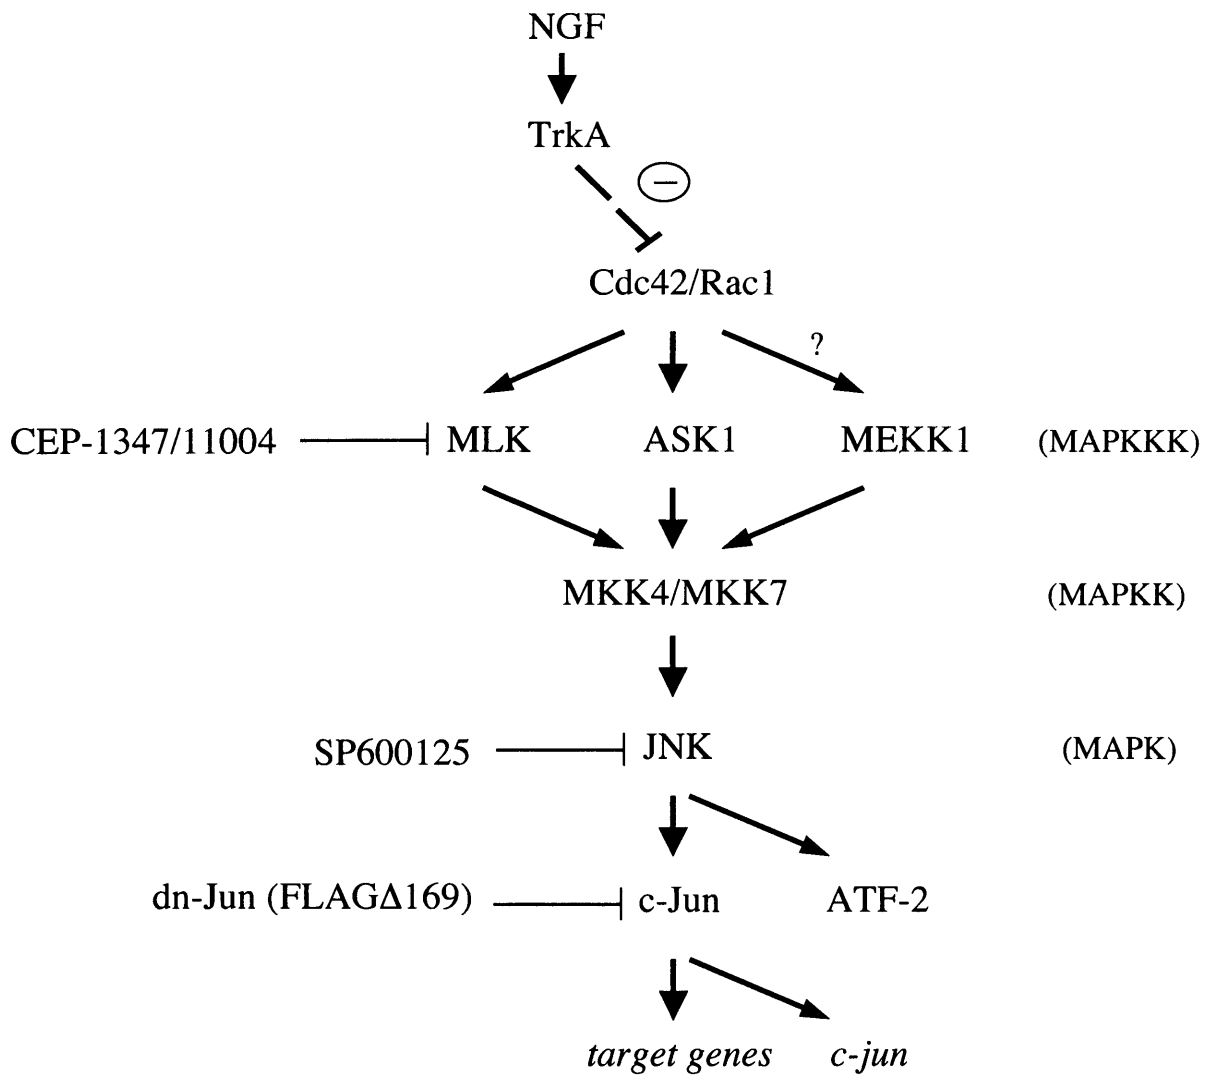 NGF
TrkA
−
Cdc42/Rac1
?
CEP-1347/11004 MLK ASK1 MEKK1 (MAPKKK)
MKK4/MKK7 (MAPKK)
SP600125 JNK (MAPK)
dn-Jun (FLAGΔ169) c-Jun ATF-2
target genes c-jun